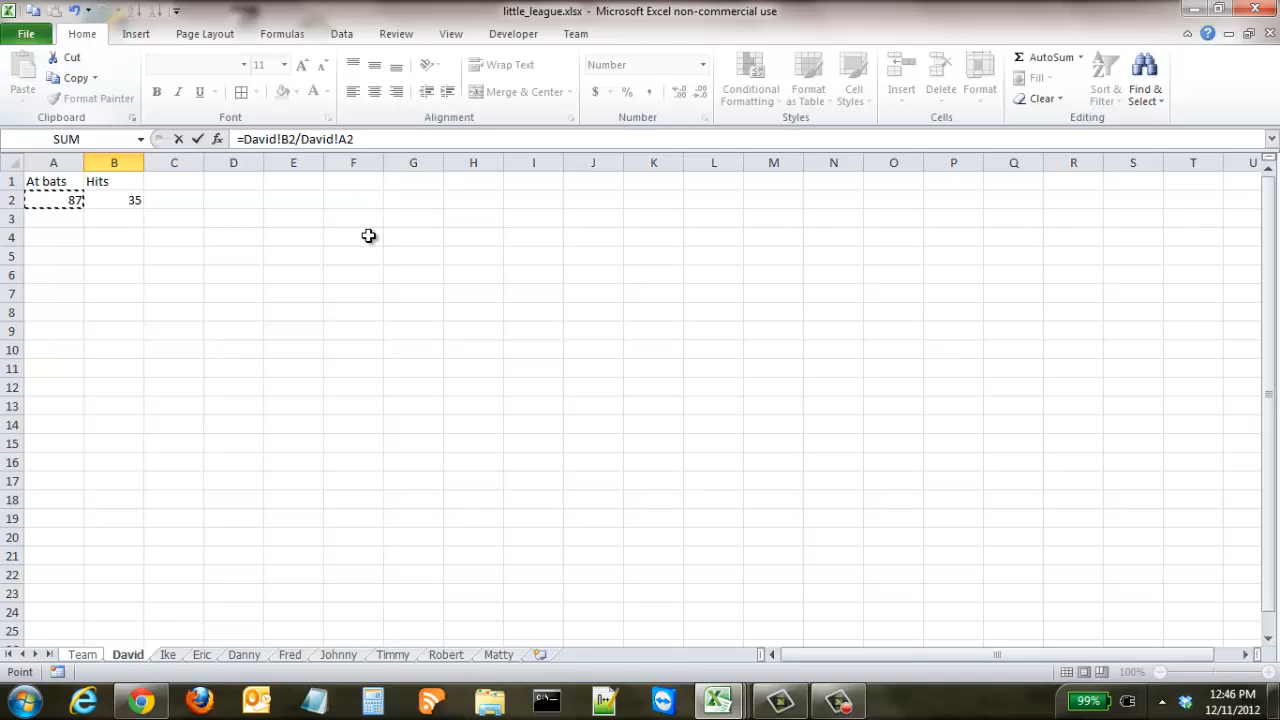 little_league.xlsx - Microsoft Excel non-commercial use
File Home Insert Page Layout Formulas Data Review View Developer Team
Paste Cut Copy Format Painter Clipboard
11 B I U Font
Wrap Text Merge & Center Alignment
Number $ % , Number
Conditional Formatting Format as Table Cell Styles Styles
Insert Delete Format Cells
Σ AutoSum Fill Clear Sort & Filter Find & Select Editing
SUM fx =David!B2/David!A2
A B C D E F G H I J K L M N O P Q R S T U
1 At bats Hits
2 87 35
3
4
5
6
7
8
9
10
11
12
13
14
15
16
17
18
19
20
21
22
23
24
25
Team David Ike Eric Danny Fred Johnny Timmy Robert Matty
Point 100%
99% 12:46 PM
12/11/2012